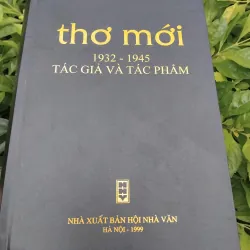 thơ mới
1932 - 1945
TÁC GIẢ VÀ TÁC PHẨM
NHÀ XUẤT BẢN HỘI NHÀ VĂN
HÀ NỘI - 1999